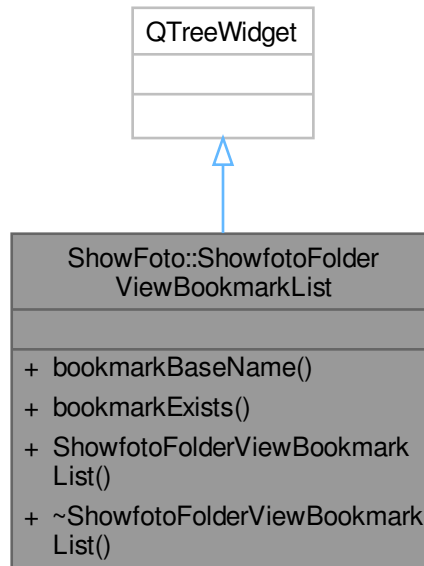 QTreeWidget
ShowFoto::ShowfotoFolder
ViewBookmarkList
+ bookmarkBaseName()
+ bookmarkExists()
+ ShowfotoFolderViewBookmark
List()
+ ~ShowfotoFolderViewBookmark
List()